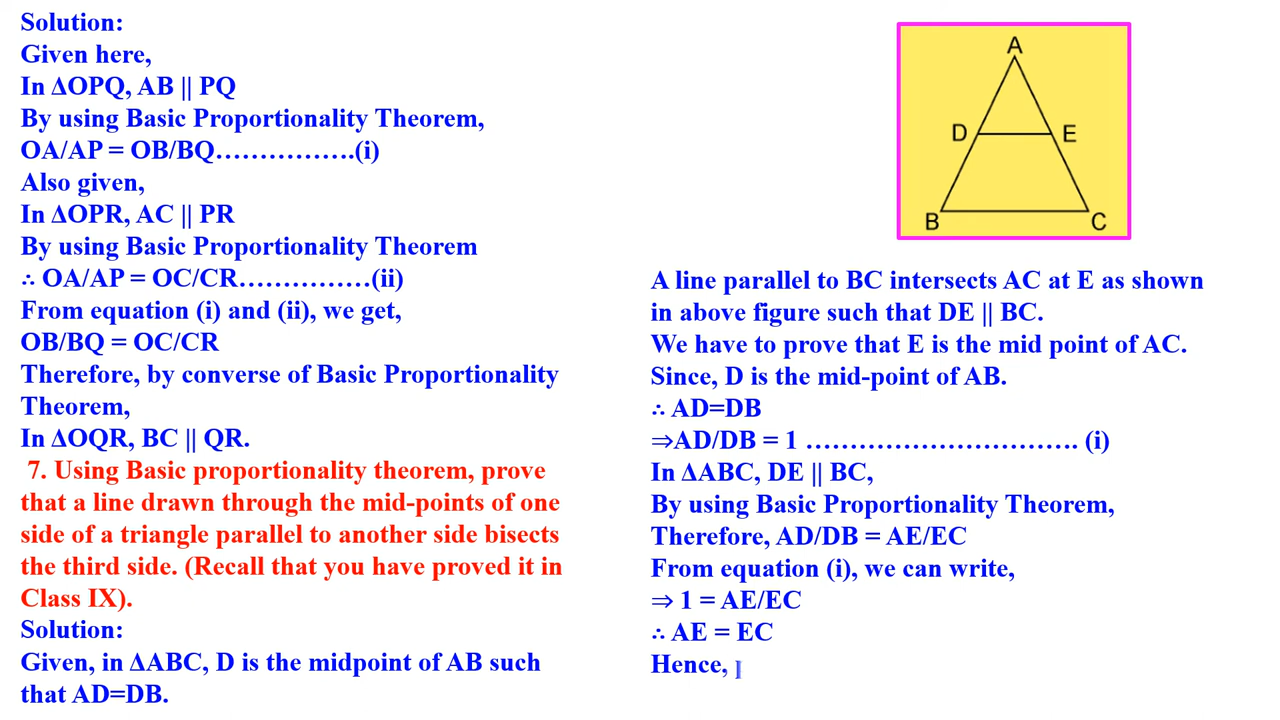 Solution:
Given here,
In ΔOPQ, AB || PQ
By using Basic Proportionality Theorem,
OA/AP = OB/BQ…………….(i)
Also given,
In ΔOPR, AC || PR
By using Basic Proportionality Theorem
∴ OA/AP = OC/CR……………(ii)
From equation (i) and (ii), we get,
OB/BQ = OC/CR
Therefore, by converse of Basic Proportionality
Theorem,
In ΔOQR, BC || QR.
7. Using Basic proportionality theorem, prove
that a line drawn through the mid-points of one
side of a triangle parallel to another side bisects
the third side. (Recall that you have proved it in
Class IX).
Solution:
Given, in ΔABC, D is the midpoint of AB such
that AD=DB.
A
D E
B C
A line parallel to BC intersects AC at E as shown
in above figure such that DE || BC.
We have to prove that E is the mid point of AC.
Since, D is the mid-point of AB.
∴ AD=DB
⇒AD/DB = 1 …………………………. (i)
In ΔABC, DE || BC,
By using Basic Proportionality Theorem,
Therefore, AD/DB = AE/EC
From equation (i), we can write,
⇒ 1 = AE/EC
∴ AE = EC
Hence,